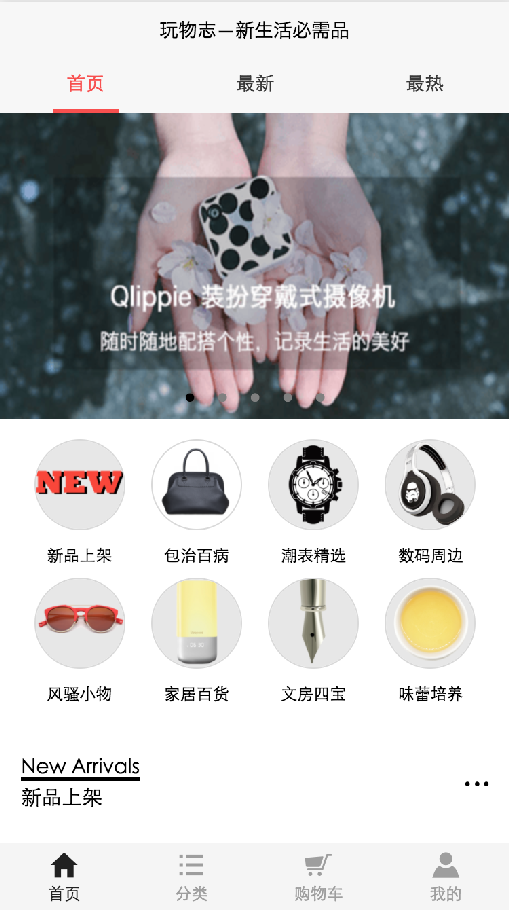 玩物志—新生活必需品
首页 最新 最热
Qlippie 装扮穿戴式摄像机
随时随地配搭个性，记录生活的美好
NEW
新品上架 包治百病 潮表精选 数码周边
风骚小物 家居百货 文房四宝 味蕾培养
New Arrivals
新品上架
首页 分类 购物车 我的